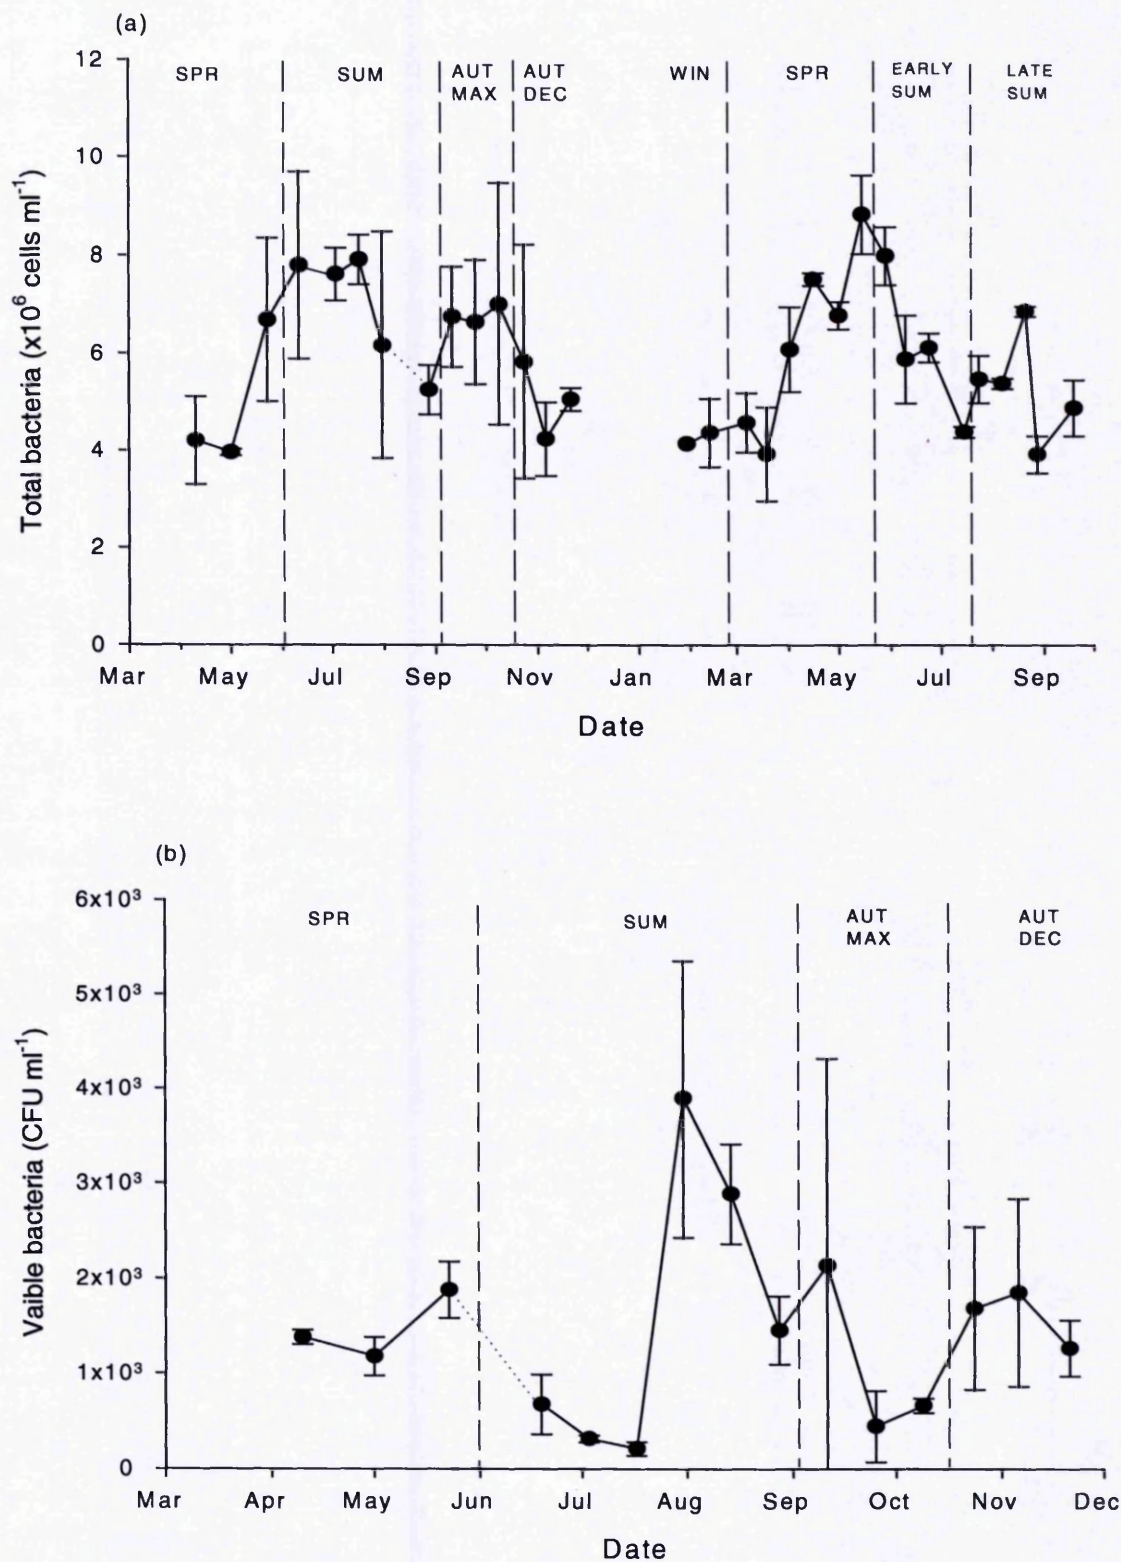 (a)
12
SPR
SUM
AUT
MAX
AUT
DEC
WIN
SPR
EARLY
SUM
LATE
SUM
10
8
6
4
2
0
Total bacteria (x10⁶ cells ml⁻¹)
Mar May Jul Sep Nov Jan Mar May Jul Sep
Date
(b)
6x10³
SPR
SUM
AUT
MAX
AUT
DEC
5x10³
4x10³
3x10³
2x10³
1x10³
0
Vaible bacteria (CFU ml⁻¹)
Mar Apr May Jun Jul Aug Sep Oct Nov Dec
Date